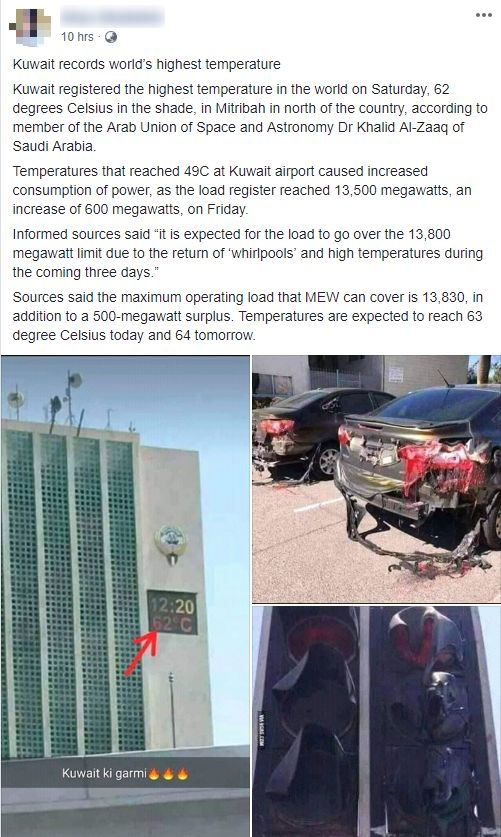 10 hrs ·
Kuwait records world's highest temperature
Kuwait registered the highest temperature in the world on Saturday, 62
degrees Celsius in the shade, in Mitribah in north of the country, according to
member of the Arab Union of Space and Astronomy Dr Khalid Al-Zaaq of
Saudi Arabia.
Temperatures that reached 49C at Kuwait airport caused increased
consumption of power, as the load register reached 13,500 megawatts, an
increase of 600 megawatts, on Friday.
Informed sources said “it is expected for the load to go over the 13,800
megawatt limit due to the return of ‘whirlpools’ and high temperatures during
the coming three days.”
Sources said the maximum operating load that MEW can cover is 13,830, in
addition to a 500-megawatt surplus. Temperatures are expected to reach 63
degree Celsius today and 64 tomorrow.
12:20
62°C
Kuwait ki garmi🔥🔥🔥
VIA 9GAG.COM